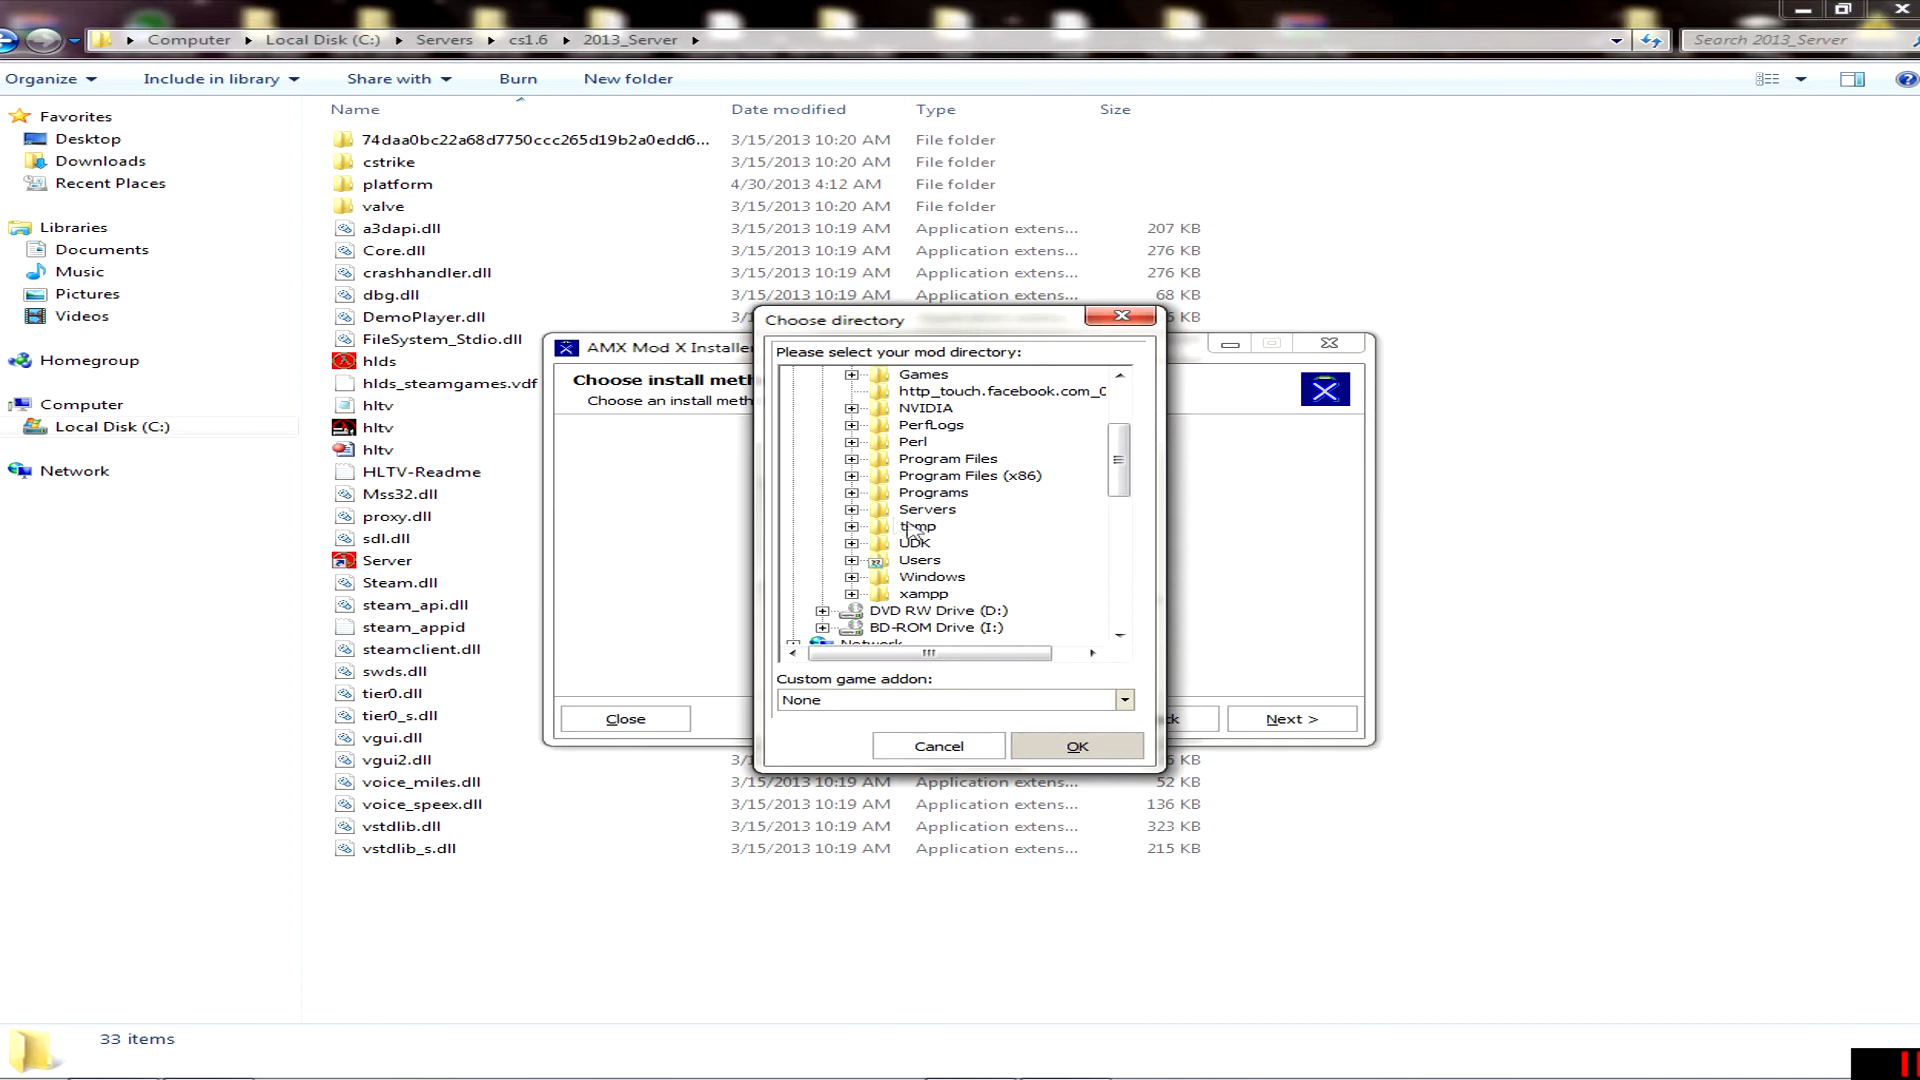 Computer Local Disk (C:) Servers cs1.6 2013_Server Search 2013_Server
Organize Include in library Share with Burn New folder
Name Date modified Type Size
Favorites
Desktop
Downloads
Recent Places
Libraries
Documents
Music
Pictures
Videos
Homegroup
Computer
Local Disk (C:)
Network
74daa0bc22a68d7750ccc265d19b2a0edd6... 3/15/2013 10:20 AM File folder
cstrike 3/15/2013 10:20 AM File folder
platform 4/30/2013 4:12 AM File folder
valve 3/15/2013 10:20 AM File folder
a3dapi.dll 3/15/2013 10:19 AM Application extens... 207 KB
Core.dll 3/15/2013 10:19 AM Application extens... 276 KB
crashhandler.dll 3/15/2013 10:19 AM Application extens... 276 KB
dbg.dll 3/15/2013 10:19 AM Application extens... 68 KB
DemoPlayer.dll
FileSystem_Stdio.dll
hlds
hlds_steamgames.vdf
hltv
hltv
hltv
HLTV-Readme
Mss32.dll
proxy.dll
sdl.dll
Server
Steam.dll
steam_api.dll
steam_appid
steamclient.dll
swds.dll
tier0.dll
tier0_s.dll
vgui.dll
vgui2.dll
voice_miles.dll 3/15/2013 10:19 AM Application extens... 52 KB
voice_speex.dll 3/15/2013 10:19 AM Application extens... 136 KB
vstdlib.dll 3/15/2013 10:19 AM Application extens... 323 KB
vstdlib_s.dll 3/15/2013 10:19 AM Application extens... 215 KB
AMX Mod X Installer
Choose install meth
Choose an install meth
Close Next >
Choose directory
Please select your mod directory:
Games
http_touch.facebook.com_0
NVIDIA
PerfLogs
Perl
Program Files
Program Files (x86)
Programs
Servers
UDK
Users
Windows
xampp
DVD RW Drive (D:)
BD-ROM Drive (I:)
Network
Custom game addon:
None
Cancel OK
33 items